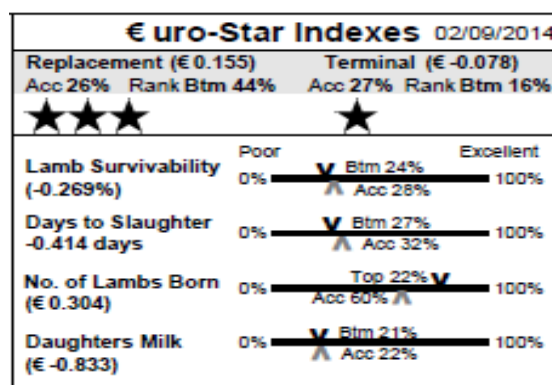 €uro-Star Indexes 02/09/2014
Replacement (€ 0.155) Terminal (€ -0.078)
Acc 26% Rank Btm 44% Acc 27% Rank Btm 16%
Poor Excellent
Lamb Survivability 0% Btm 24% 100%
(-0.269%) Acc 28%
Days to Slaughter 0% Btm 27% 100%
-0.414 days Acc 32%
No. of Lambs Born 0% Top 22% 100%
(€ 0.304) Acc 60%
Daughters Milk 0% Btm 21% 100%
(€ -0.833) Acc 22%